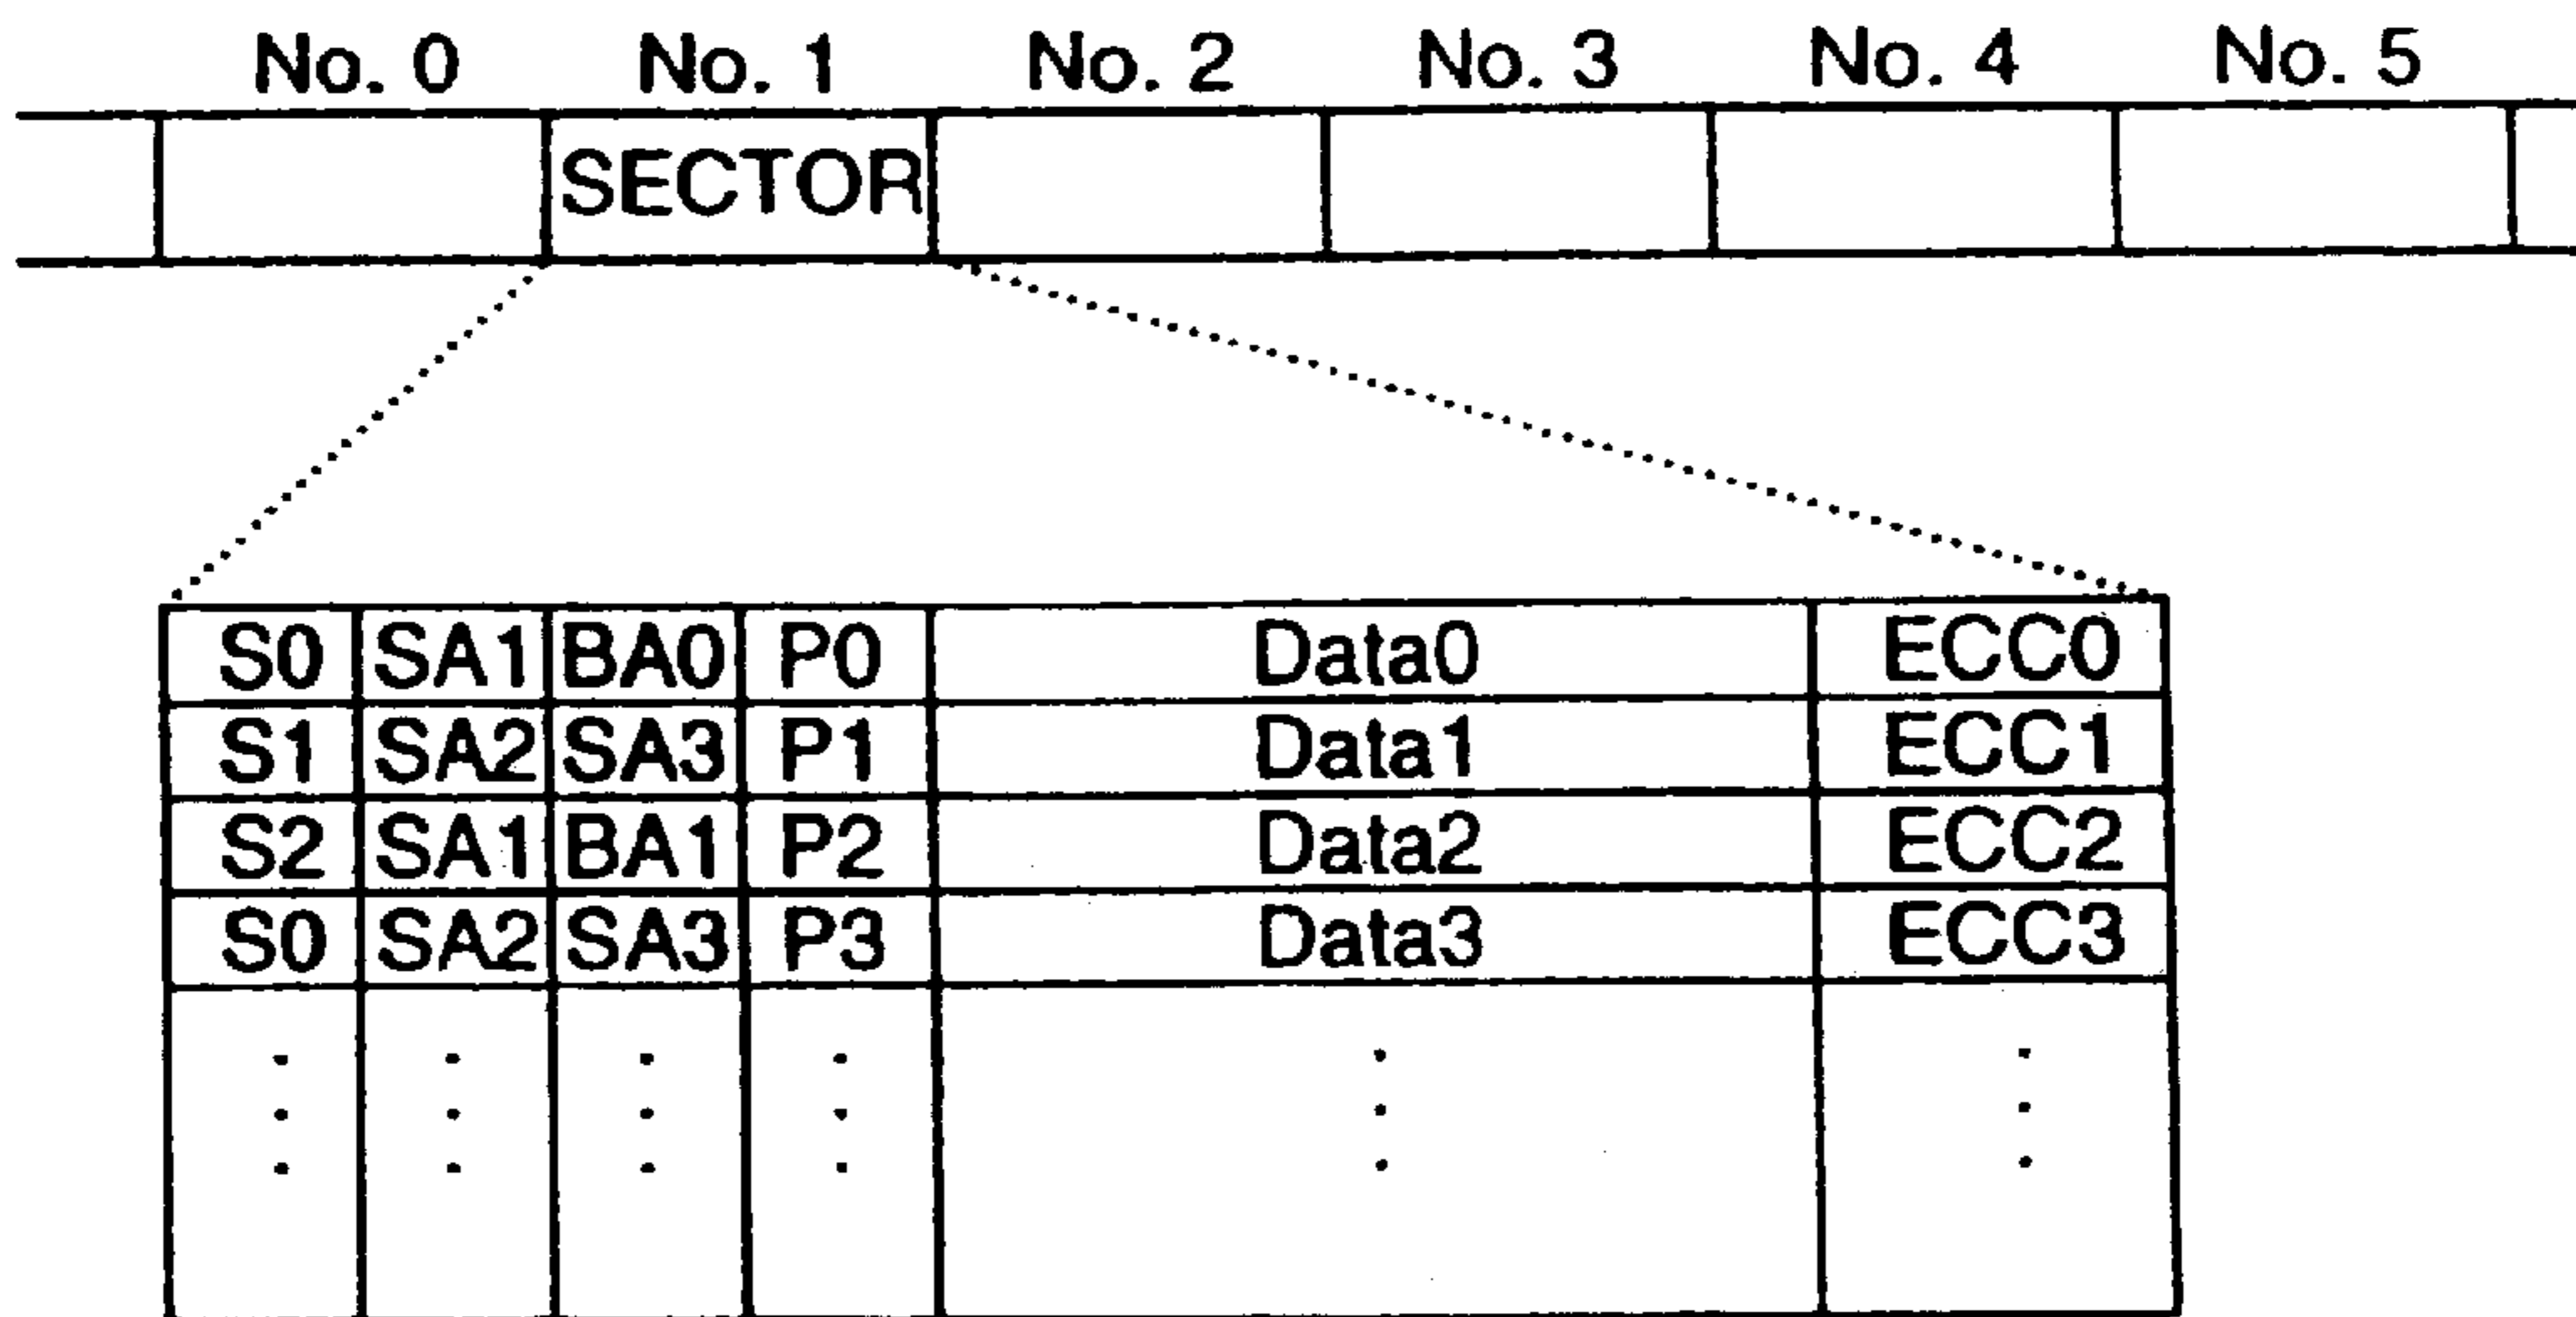 No. 0 No. 1 No. 2 No. 3 No. 4 No. 5
SECTOR
S0 SA1 BA0 P0 Data0 ECC0
S1 SA2 SA3 P1 Data1 ECC1
S2 SA1 BA1 P2 Data2 ECC2
S0 SA2 SA3 P3 Data3 ECC3